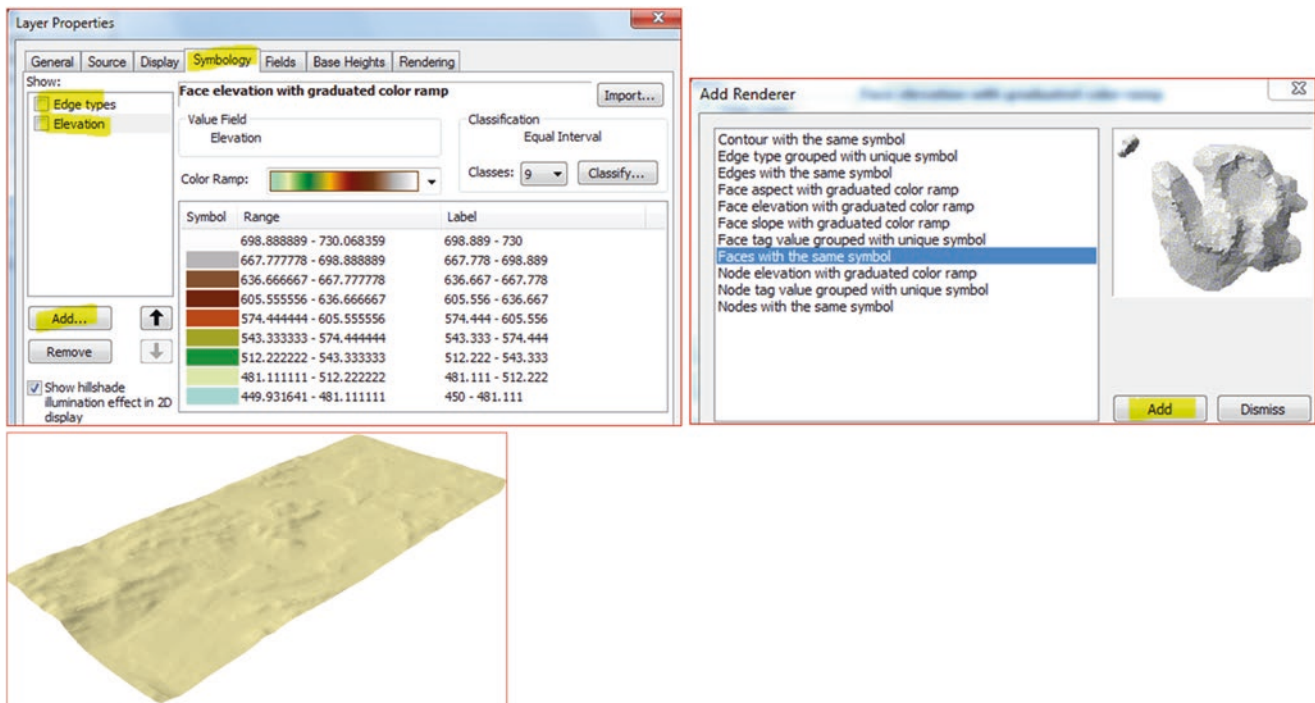 Layer Properties
General Source Display Symbology Fields Base Heights Rendering
Show:
Edge types
Elevation
Add...
Remove
Show hillshade
illumination effect in 2D
display
Face elevation with graduated color ramp
Import...
Value Field
Elevation
Classification
Equal Interval
Color Ramp:
Classes: 9 Classify...
Symbol Range Label
698.888889 - 730.068359 698.889 - 730
667.777778 - 698.888889 667.778 - 698.889
636.666667 - 667.777778 636.667 - 667.778
605.555556 - 636.666667 605.556 - 636.667
574.444444 - 605.555556 574.444 - 605.556
543.333333 - 574.444444 543.333 - 574.444
512.222222 - 543.333333 512.222 - 543.333
481.111111 - 512.222222 481.111 - 512.222
449.931641 - 481.111111 450 - 481.111
Add Renderer
Contour with the same symbol
Edge type grouped with unique symbol
Edges with the same symbol
Face aspect with graduated color ramp
Face elevation with graduated color ramp
Face slope with graduated color ramp
Face tag value grouped with unique symbol
Faces with the same symbol
Node elevation with graduated color ramp
Node tag value grouped with unique symbol
Nodes with the same symbol
Add Dismiss